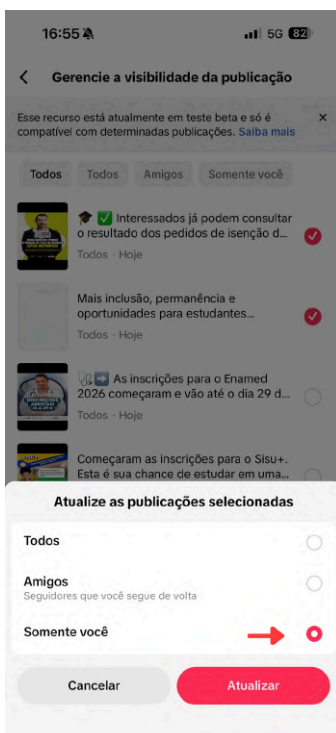 16:55
5G 82
Gerencie a visibilidade da publicação
Esse recurso está atualmente em teste beta e só é
compatível com determinadas publicações. Saiba mais
Todos Todos Amigos Somente você
🎓 ✅ Interessados já podem consultar
o resultado dos pedidos de isenção d...
Todos · Hoje
Mais inclusão, permanência e
oportunidades para estudantes...
Todos · Hoje
🩺➡️ As inscrições para o Enamed
2026 começaram e vão até o dia 29 d...
Todos · Hoje
Começaram as inscrições para o Sisu+.
Esta é sua chance de estudar em uma...
Atualize as publicações selecionadas
Todos
Amigos
Seguidores que você segue de volta
Somente você
Cancelar Atualizar